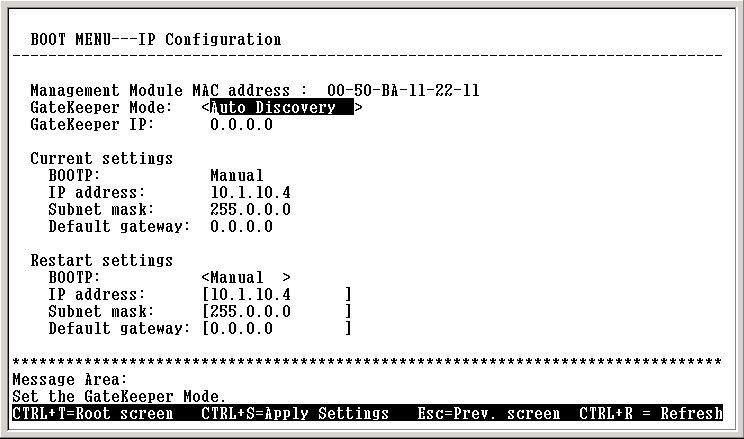 BOOT MENU---IP Configuration
--------------------------------------------------------------------------------
Management Module MAC address :  00-50-BA-11-22-11
GateKeeper Mode:   <Auto Discovery  >
GateKeeper IP:      0.0.0.0
Current settings
BOOTP:            Manual
IP address:       10.1.10.4
Subnet mask:      255.0.0.0
Default gateway:  0.0.0.0
Restart settings
BOOTP:           <Manual  >
IP address:      [10.1.10.4      ]
Subnet mask:     [255.0.0.0      ]
Default gateway: [0.0.0.0        ]
*******************************************************************************
Message Area:
Set the GateKeeper Mode.
CTRL+T=Root screen   CTRL+S=Apply Settings   Esc=Prev. screen  CTRL+R = Refresh